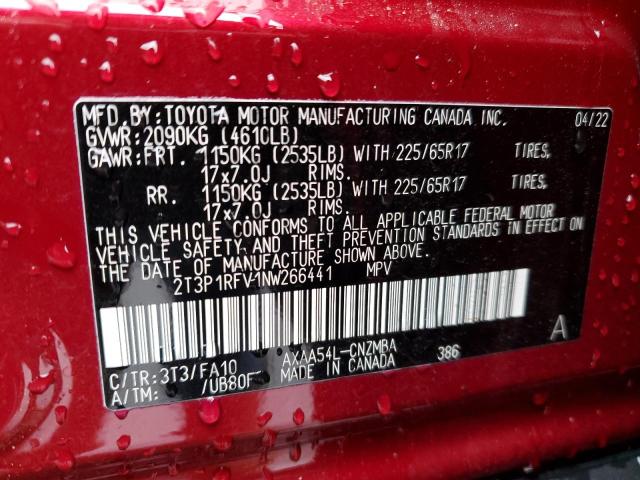 MFD. BY: TOYOTA MOTOR MANUFACTURING CANADA INC. 04/22
GVWR: 2090KG (4610LB)
GAWR: FRT. 1150KG (2535LB) WITH 225/65R17 TIRES,
17x7.0J RIMS.
RR. 1150KG (2535LB) WITH 225/65R17 TIRES,
17x7.0J RIMS.
THIS VEHICLE CONFORMS TO ALL APPLICABLE FEDERAL MOTOR
VEHICLE SAFETY AND THEFT PREVENTION STANDARDS IN EFFECT ON
THE DATE OF MANUFACTURE SHOWN ABOVE.
2T3P1RFV1NW266441 MPV
A
C/TR: 3T3/FA10 AXAA54L-CNZMBA 386
A/TM: /UB80F MADE IN CANADA